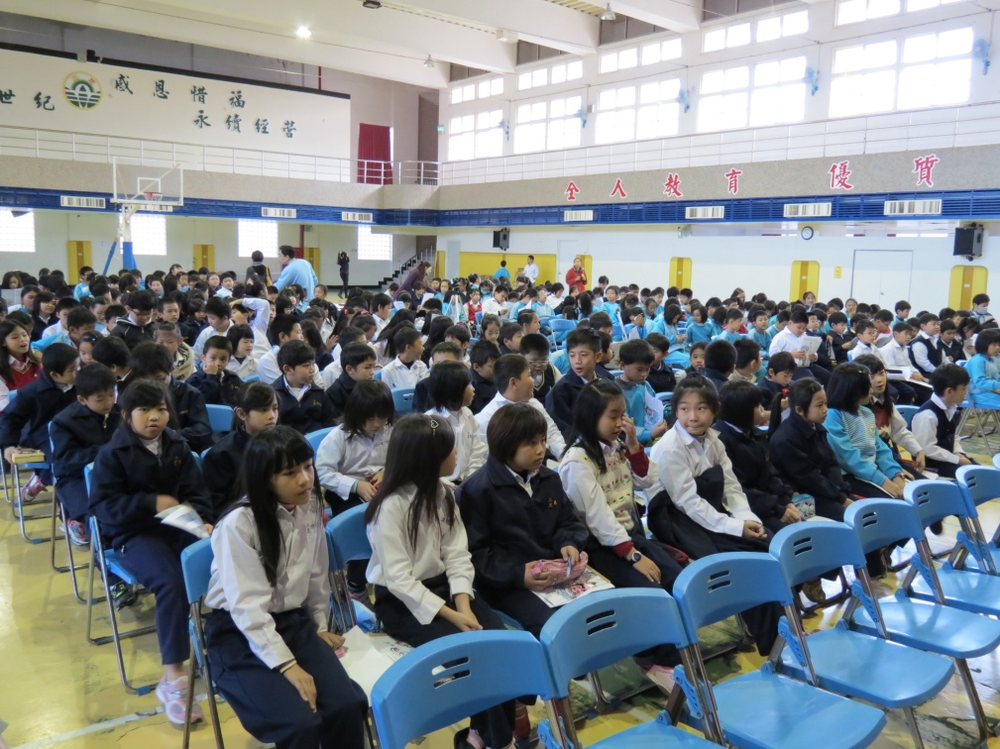 世紀 感恩惜福
永續經營
全人教育 優質